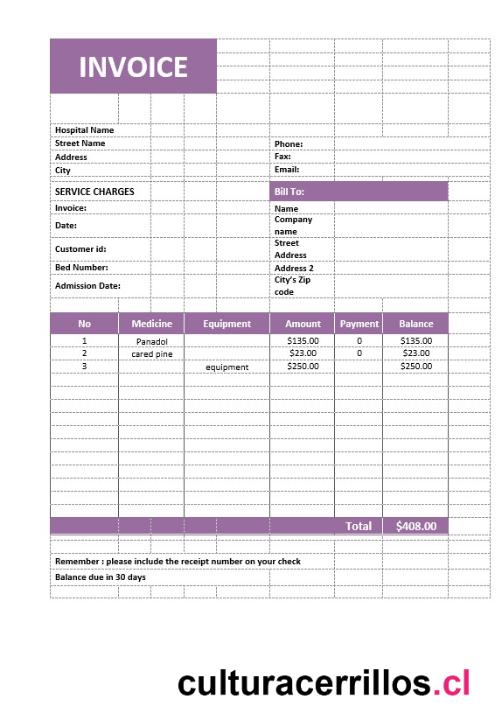 INVOICE
Hospital Name
Street Name
Phone:
Address
Fax:
City
Email:
SERVICE CHARGES
Bill To:
Invoice:
Name
Date:
Company
name
Customer id:
Street
Address
Bed Number:
Address 2
Admission Date:
City's Zip
code
No Medicine Equipment Amount Payment Balance
1 Panadol $135.00 0 $135.00
2 cared pine $23.00 0 $23.00
3 equipment $250.00 $250.00
Total $408.00
Remember : please include the receipt number on your check
Balance due in 30 days
culturacerrillos.cl